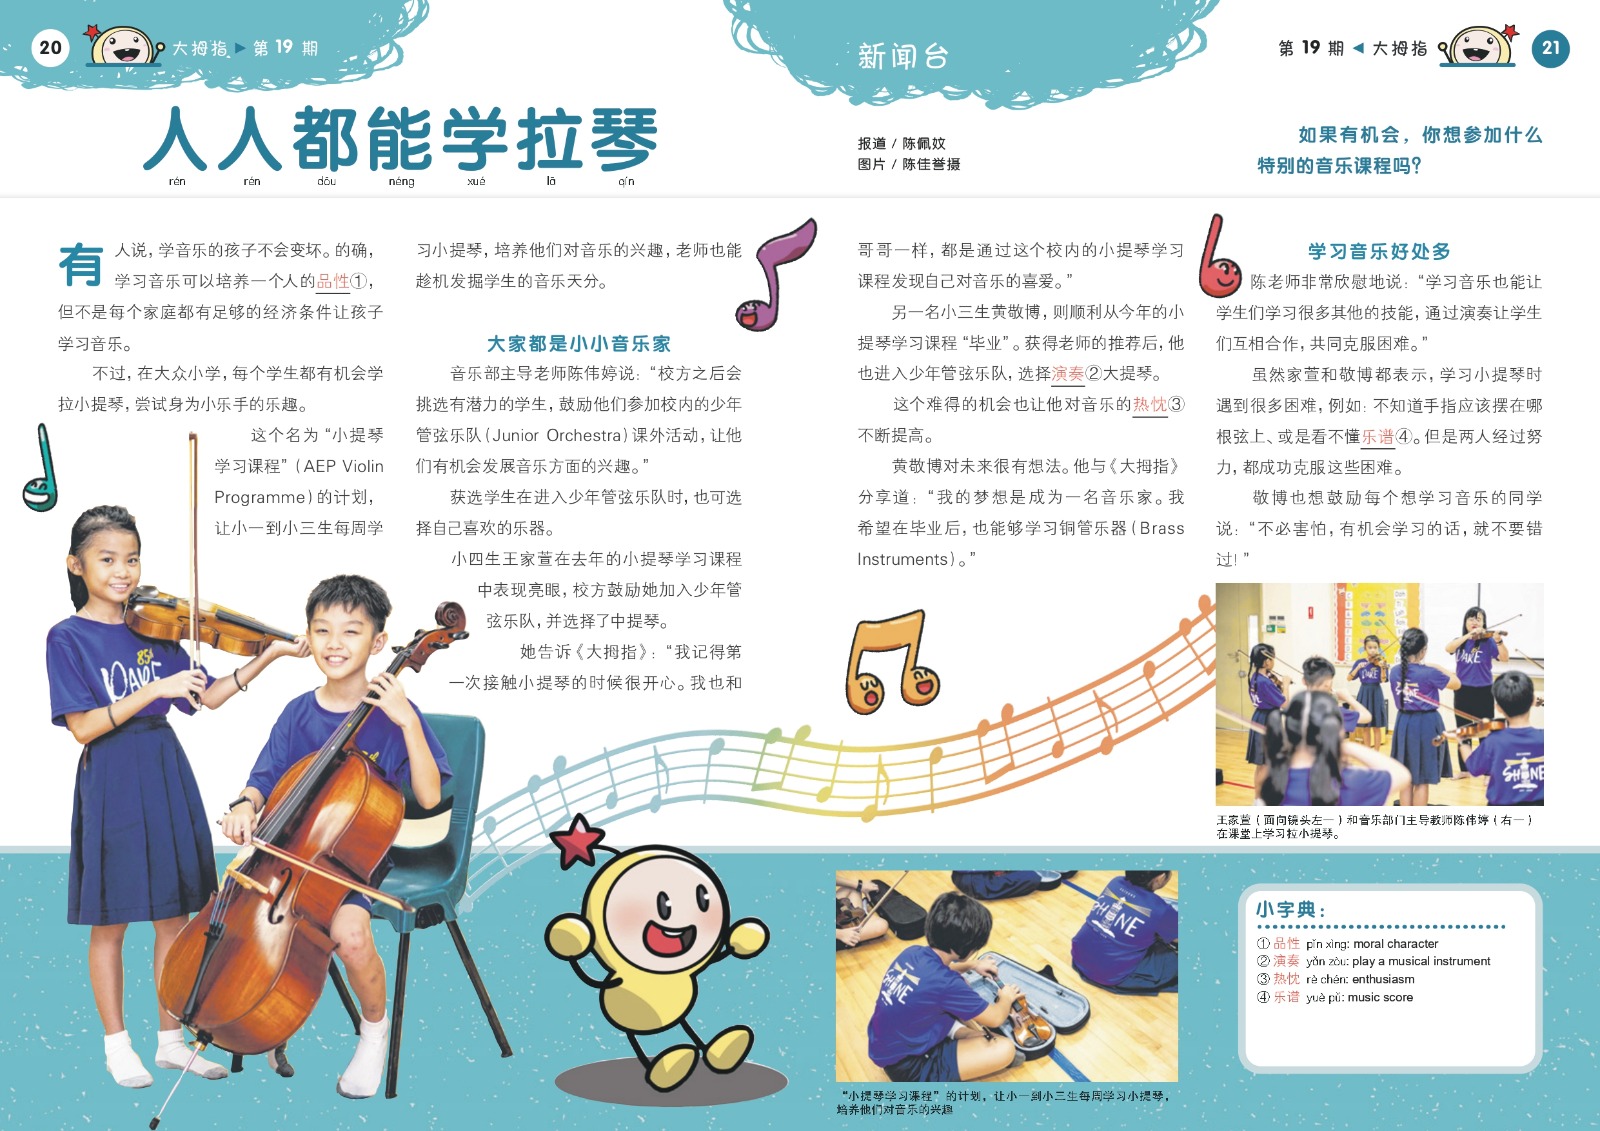 20
大拇指 ▶ 第 19 期
新闻台
第 19 期 ◀ 大拇指
21
人人都能学拉琴
rén rén dōu néng xué lā qín
报道 / 陈佩妏
图片 / 陈佳誉摄
如果有机会，你想参加什么
特别的音乐课程吗？
有人说，学音乐的孩子不会变坏。的确，
学习音乐可以培养一个人的品性①，
但不是每个家庭都有足够的经济条件让孩子
学习音乐。
不过，在大众小学，每个学生都有机会学
拉小提琴，尝试身为小乐手的乐趣。
这个名为“小提琴
学习课程”（AEP Violin
Programme）的计划，
让小一到小三生每周学
习小提琴，培养他们对音乐的兴趣，老师也能
趁机发掘学生的音乐天分。
大家都是小小音乐家
音乐部主导老师陈伟婷说：“校方之后会
挑选有潜力的学生，鼓励他们参加校内的少年
管弦乐队（Junior Orchestra）课外活动，让他
们有机会发展音乐方面的兴趣。”
获选学生在进入少年管弦乐队时，也可选
择自己喜欢的乐器。
小四生王家萱在去年的小提琴学习课程
中表现亮眼，校方鼓励她加入少年管
弦乐队，并选择了中提琴。
她告诉《大拇指》：“我记得第
一次接触小提琴的时候很开心。我也和
哥哥一样，都是通过这个校内的小提琴学习
课程发现自己对音乐的喜爱。”
另一名小三生黄敬博，则顺利从今年的小
提琴学习课程“毕业”。获得老师的推荐后，他
也进入少年管弦乐队，选择演奏②大提琴。
这个难得的机会也让他对音乐的热忱③
不断提高。
黄敬博对未来很有想法。他与《大拇指》
分享道：“我的梦想是成为一名音乐家。我
希望在毕业后，也能够学习铜管乐器（Brass
Instruments）。”
学习音乐好处多
陈老师非常欣慰地说：“学习音乐也能让
学生们学习很多其他的技能，通过演奏让学生
们互相合作，共同克服困难。”
虽然家萱和敬博都表示，学习小提琴时
遇到很多困难，例如：不知道手指应该摆在哪
根弦上、或是看不懂乐谱④。但是两人经过努
力，都成功克服这些困难。
敬博也想鼓励每个想学习音乐的同学
说：“不必害怕，有机会学习的话，就不要错
过！”
王家萱（面向镜头左一）和音乐部门主导教师陈伟婷（右一）
在课堂上学习拉小提琴。
“小提琴学习课程”的计划，让小一到小三生每周学习小提琴，
培养他们对音乐的兴趣
小字典：
① 品性 pǐn xìng: moral character
② 演奏 yǎn zòu: play a musical instrument
③ 热忱 rè chén: enthusiasm
④ 乐谱 yuè pǔ: music score
85
DARE
DARE
SHINE
SHINE
SHINE